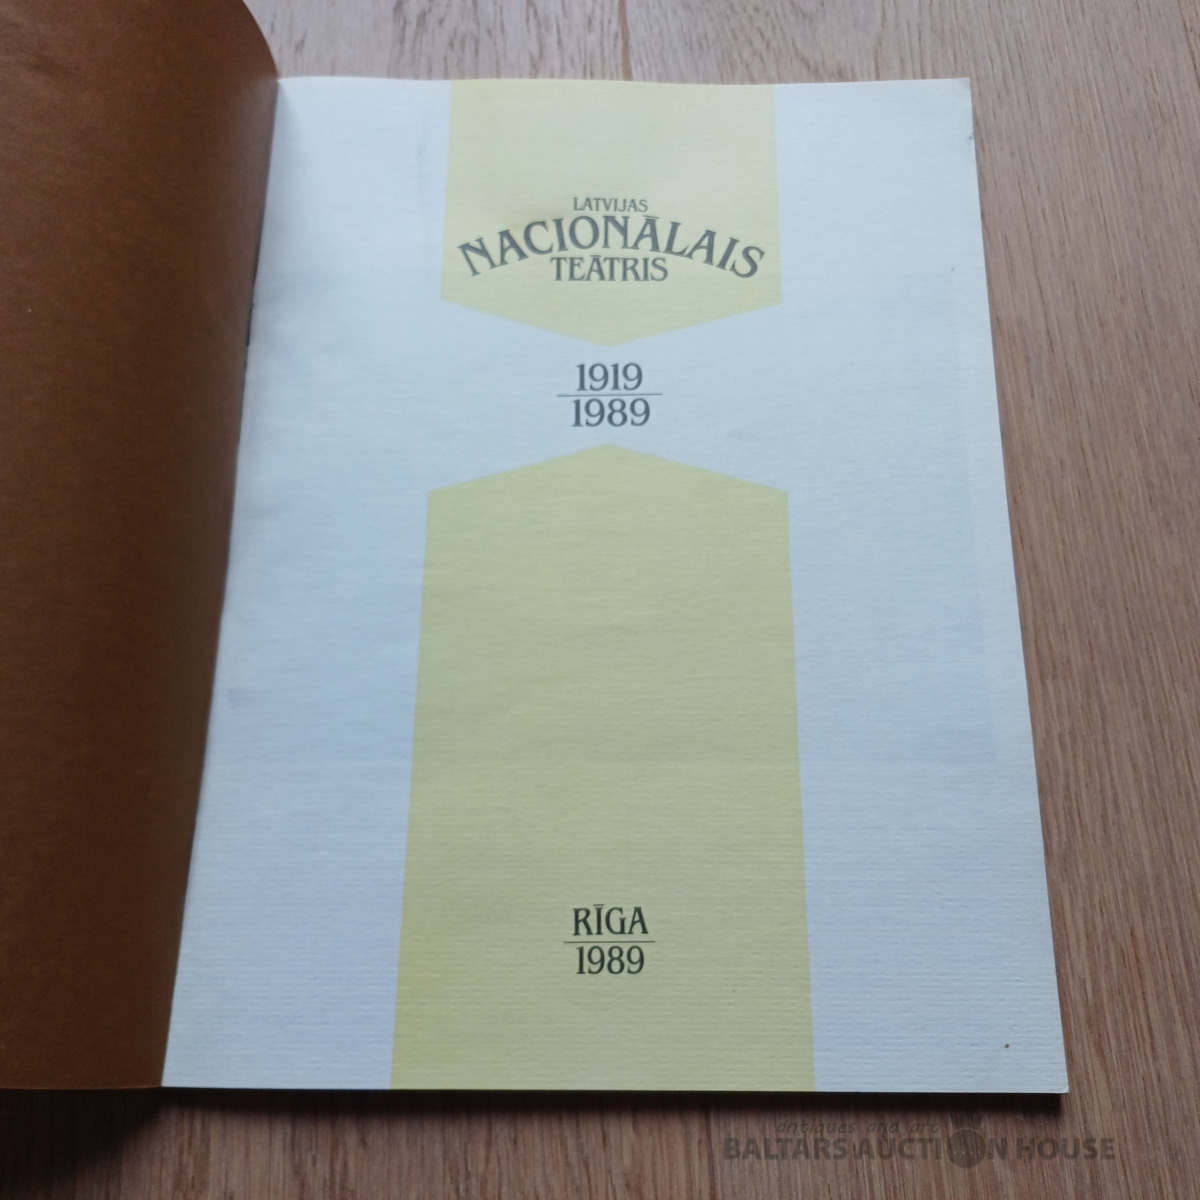 LATVIJAS
NACIONĀLAIS
TEĀTRIS
1919
1989
RĪGA
1989
antiques and art
BALTARS AUCTION HOUSE